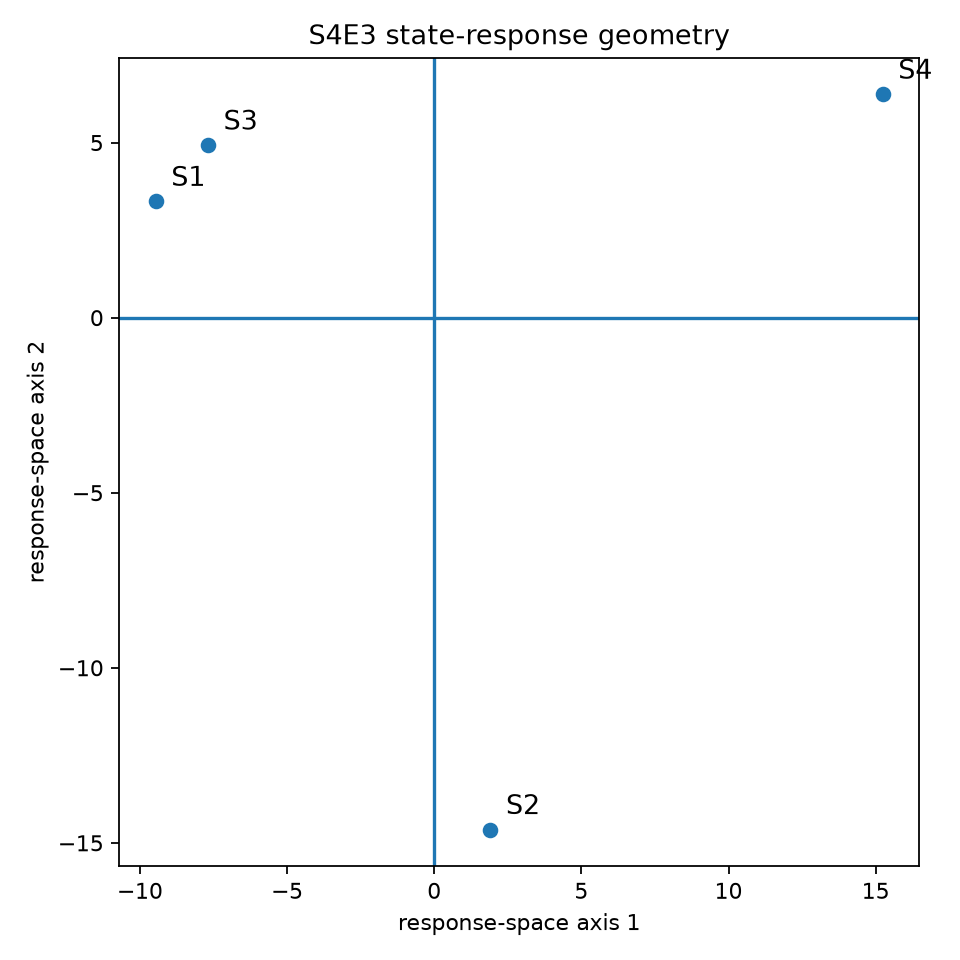 S4E3 state-response geometry
S4
S3
S1
S2
5
0
−5
−10
−15
response-space axis 2
−10
−5
0
5
10
15
response-space axis 1